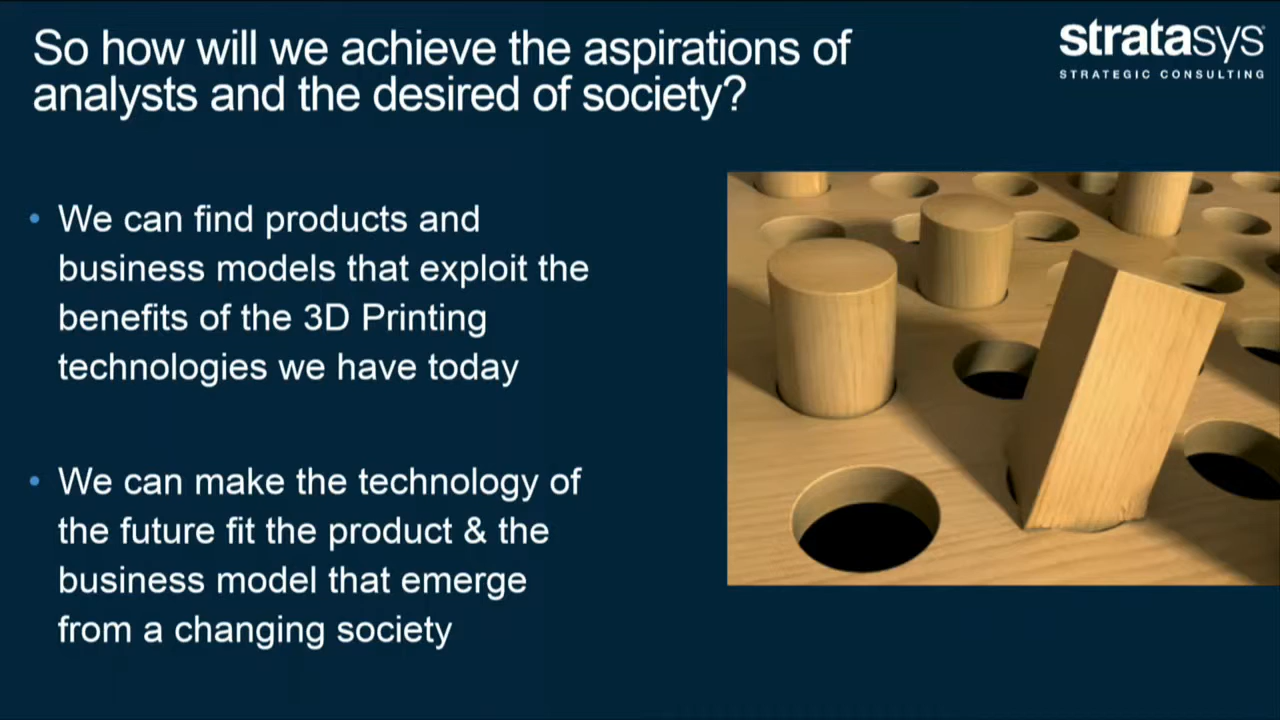 So how will we achieve the aspirations of
analysts and the desired of society?
stratasys
STRATEGIC CONSULTING
• We can find products and
business models that exploit the
benefits of the 3D Printing
technologies we have today
• We can make the technology of
the future fit the product & the
business model that emerge
from a changing society